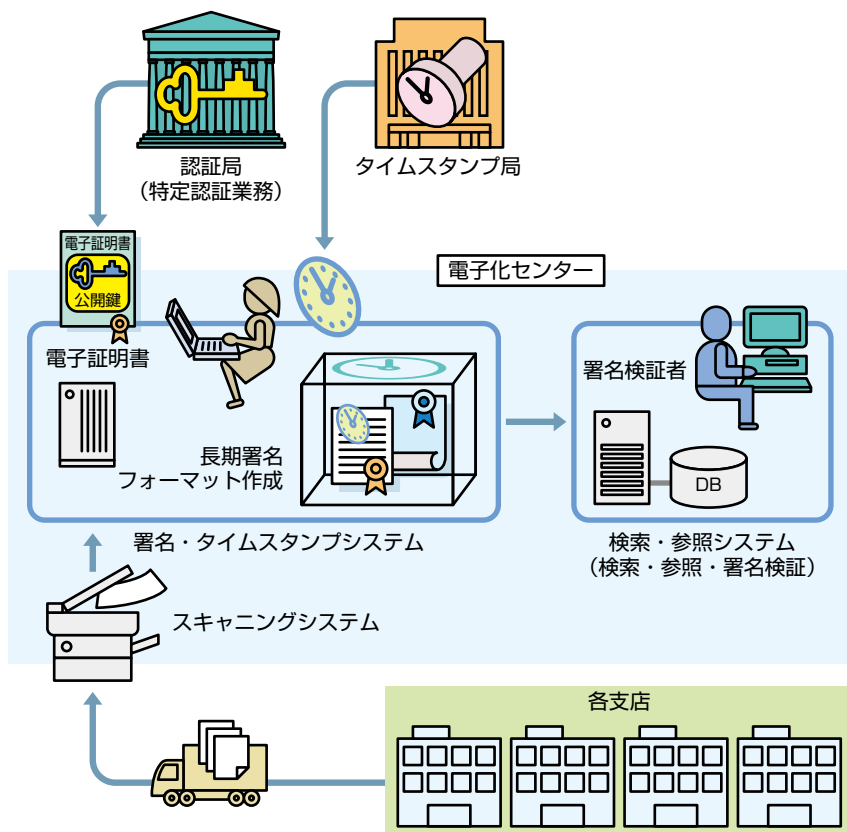 認証局
（特定認証業務）
タイムスタンプ局
電子証明書
公開鍵
電子化センター
電子証明書
長期署名
フォーマット作成
署名検証者
DB
署名・タイムスタンプシステム
検索・参照システム
（検索・参照・署名検証）
スキャニングシステム
各支店